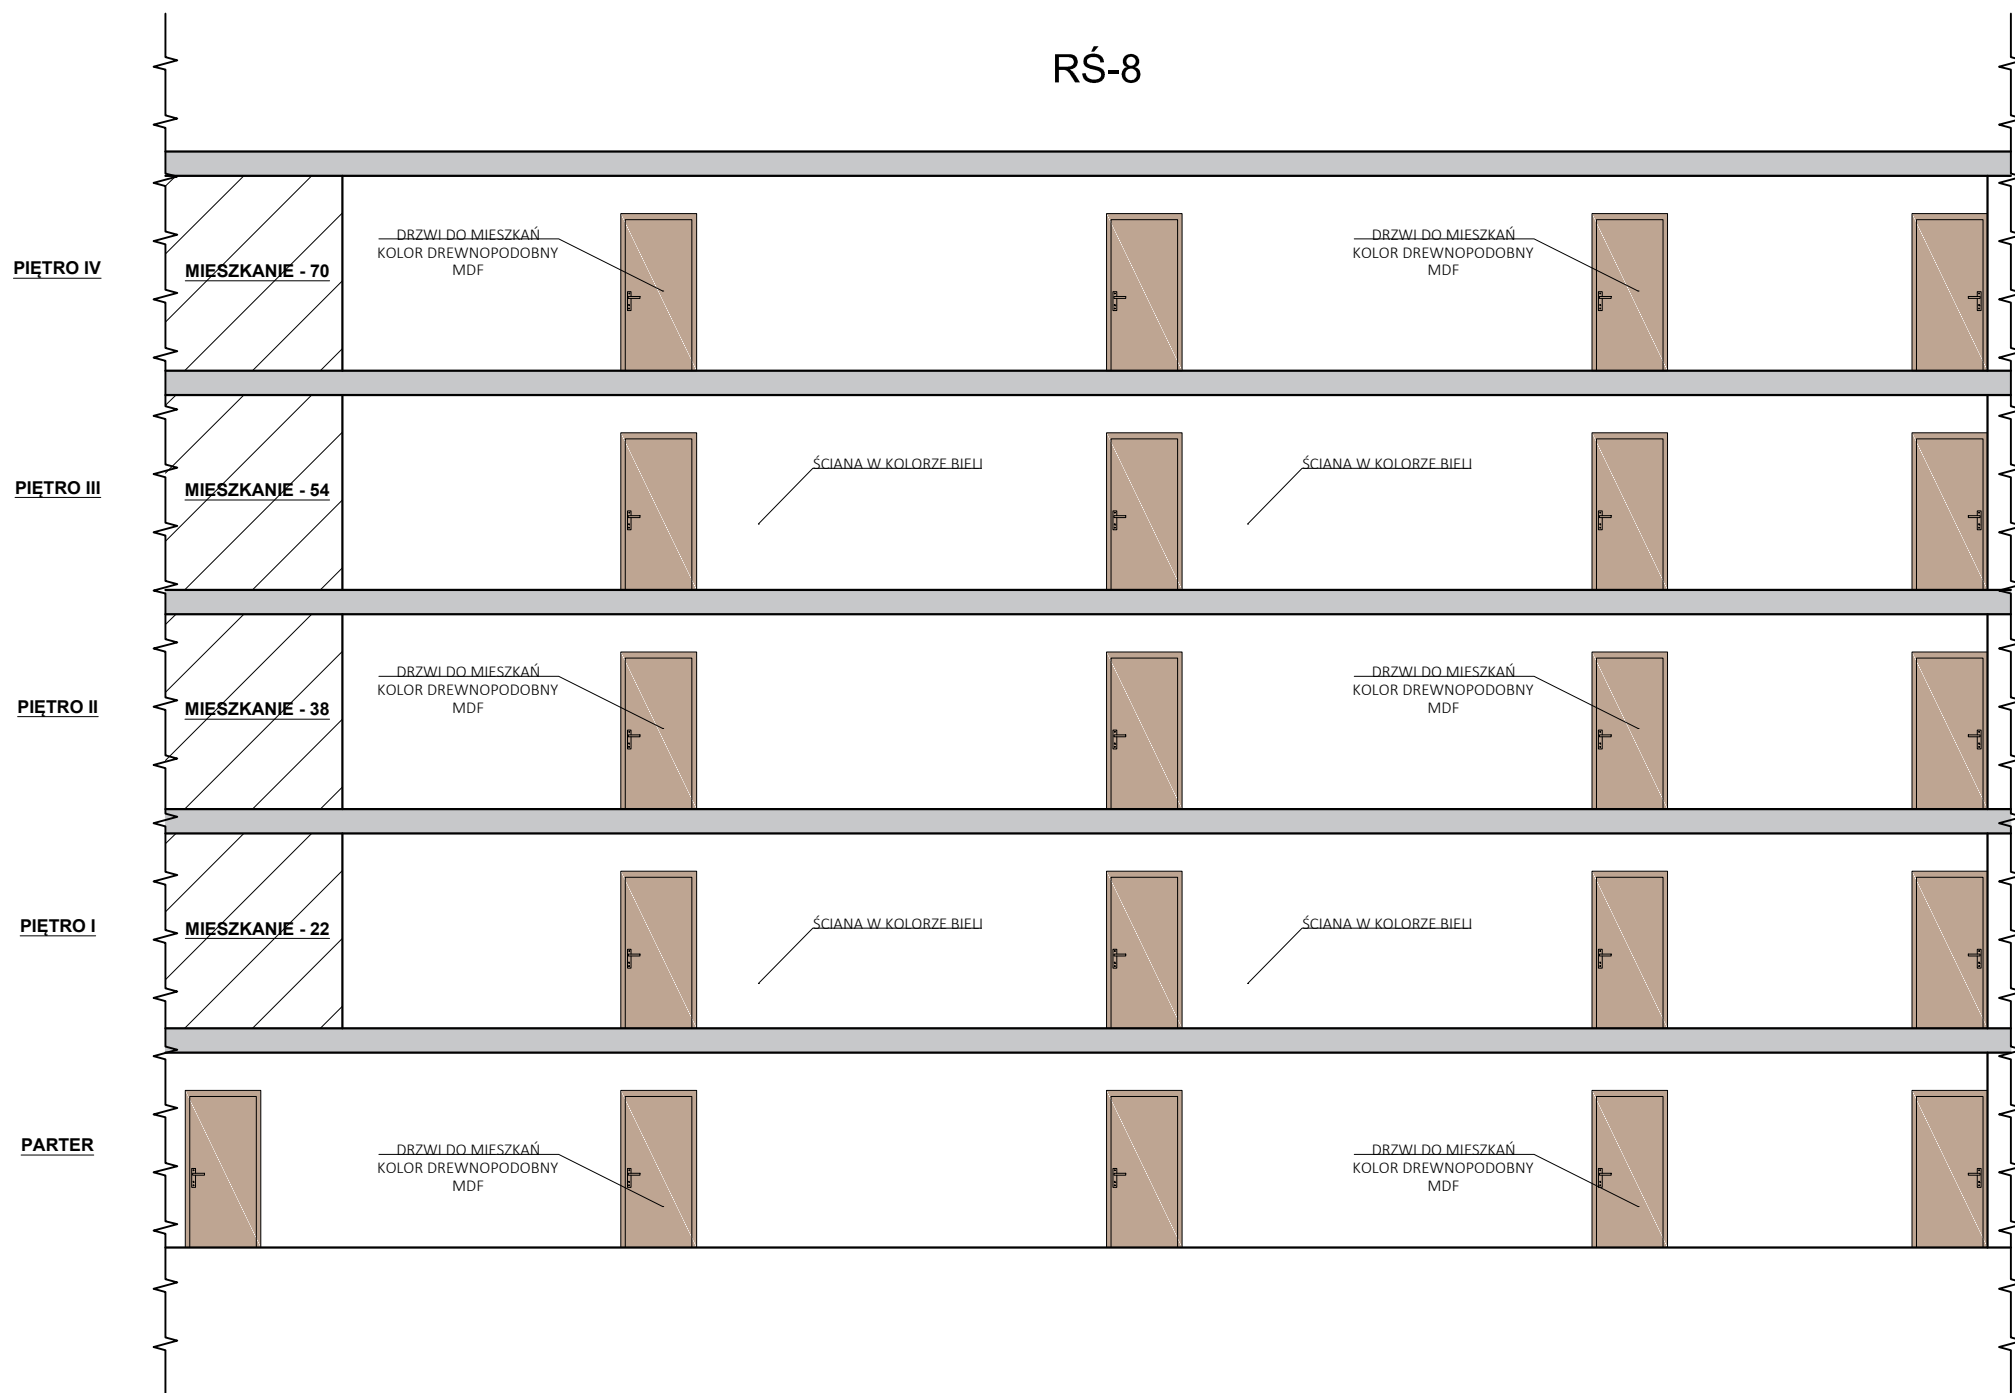 RŚ-8
PIĘTRO IV
MIESZKANIE - 70
DRZWI DO MIESZKAŃ
KOLOR DREWNOPODOBNY
MDF
DRZWI DO MIESZKAŃ
KOLOR DREWNOPODOBNY
MDF
PIĘTRO III
MIESZKANIE - 54
ŚCIANA W KOLORZE BIELI
ŚCIANA W KOLORZE BIELI
PIĘTRO II
MIESZKANIE - 38
DRZWI DO MIESZKAŃ
KOLOR DREWNOPODOBNY
MDF
DRZWI DO MIESZKAŃ
KOLOR DREWNOPODOBNY
MDF
PIĘTRO I
MIESZKANIE - 22
ŚCIANA W KOLORZE BIELI
ŚCIANA W KOLORZE BIELI
PARTER
DRZWI DO MIESZKAŃ
KOLOR DREWNOPODOBNY
MDF
DRZWI DO MIESZKAŃ
KOLOR DREWNOPODOBNY
MDF